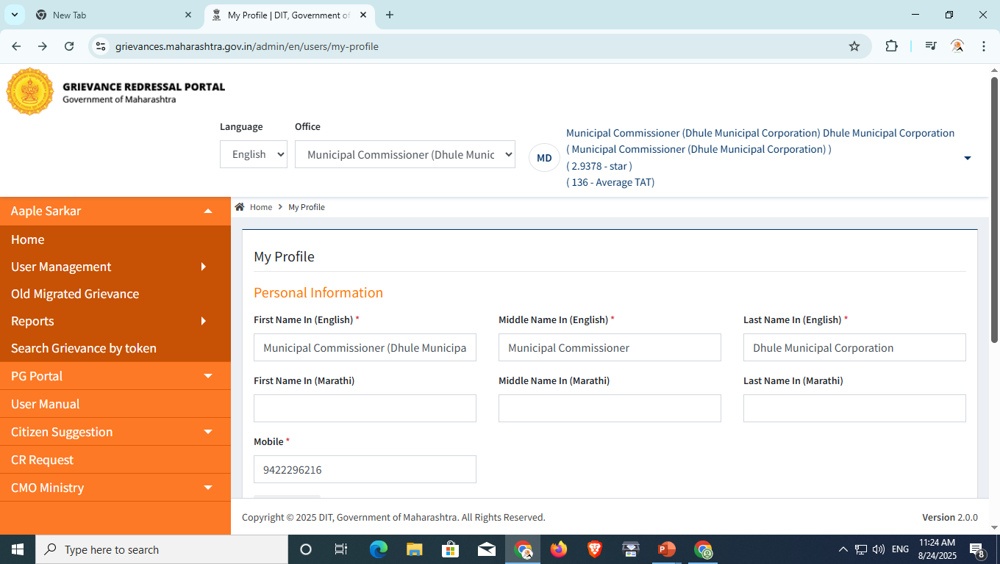 New Tab
My Profile | DIT, Government of
grievances.maharashtra.gov.in/admin/en/users/my-profile
GRIEVANCE REDRESSAL PORTAL
Government of Maharashtra
Language
Office
English
Municipal Commissioner (Dhule Munic
MD
Municipal Commissioner (Dhule Municipal Corporation) Dhule Municipal Corporation
( Municipal Commissioner (Dhule Municipal Corporation) )
( 2.9378 - star )
( 136 - Average TAT)
Aaple Sarkar
Home
User Management
Old Migrated Grievance
Reports
Search Grievance by token
PG Portal
User Manual
Citizen Suggestion
CR Request
CMO Ministry
Home > My Profile
My Profile
Personal Information
First Name In (English) *
Middle Name In (English) *
Last Name In (English) *
Municipal Commissioner (Dhule Municipa
Municipal Commissioner
Dhule Municipal Corporation
First Name In (Marathi)
Middle Name In (Marathi)
Last Name In (Marathi)
Mobile *
9422296216
Copyright © 2025 DIT, Government of Maharashtra. All Rights Reserved.
Version 2.0.0
Type here to search
ENG
11:24 AM
8/24/2025
8